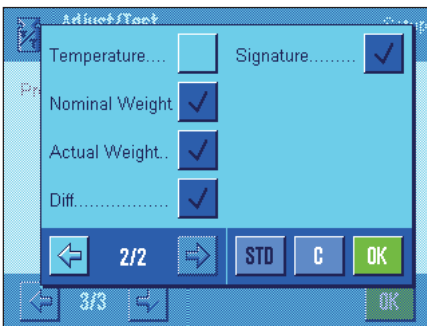 Adjust/Test
Temperature....
Signature.........
Nominal Weight
Actual Weight..
Diff..................
2/2
STD
C
OK
3/3
OK